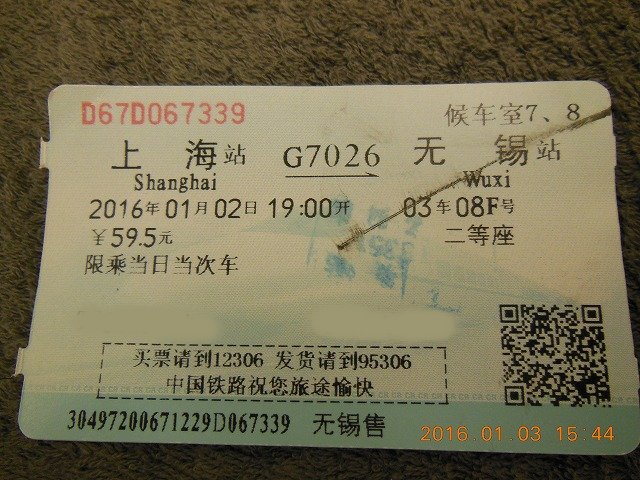 D67D067339 候车室7、8
上海站 G7026 无锡站
Shanghai Wuxi
2016年01月02日 19:00开 03车08F号
￥59.5元 二等座
限乘当日当次车
买票请到12306 发货请到95306
中国铁路祝您旅途愉快
30497200671229D067339 无锡售
2016.01.03 15:44